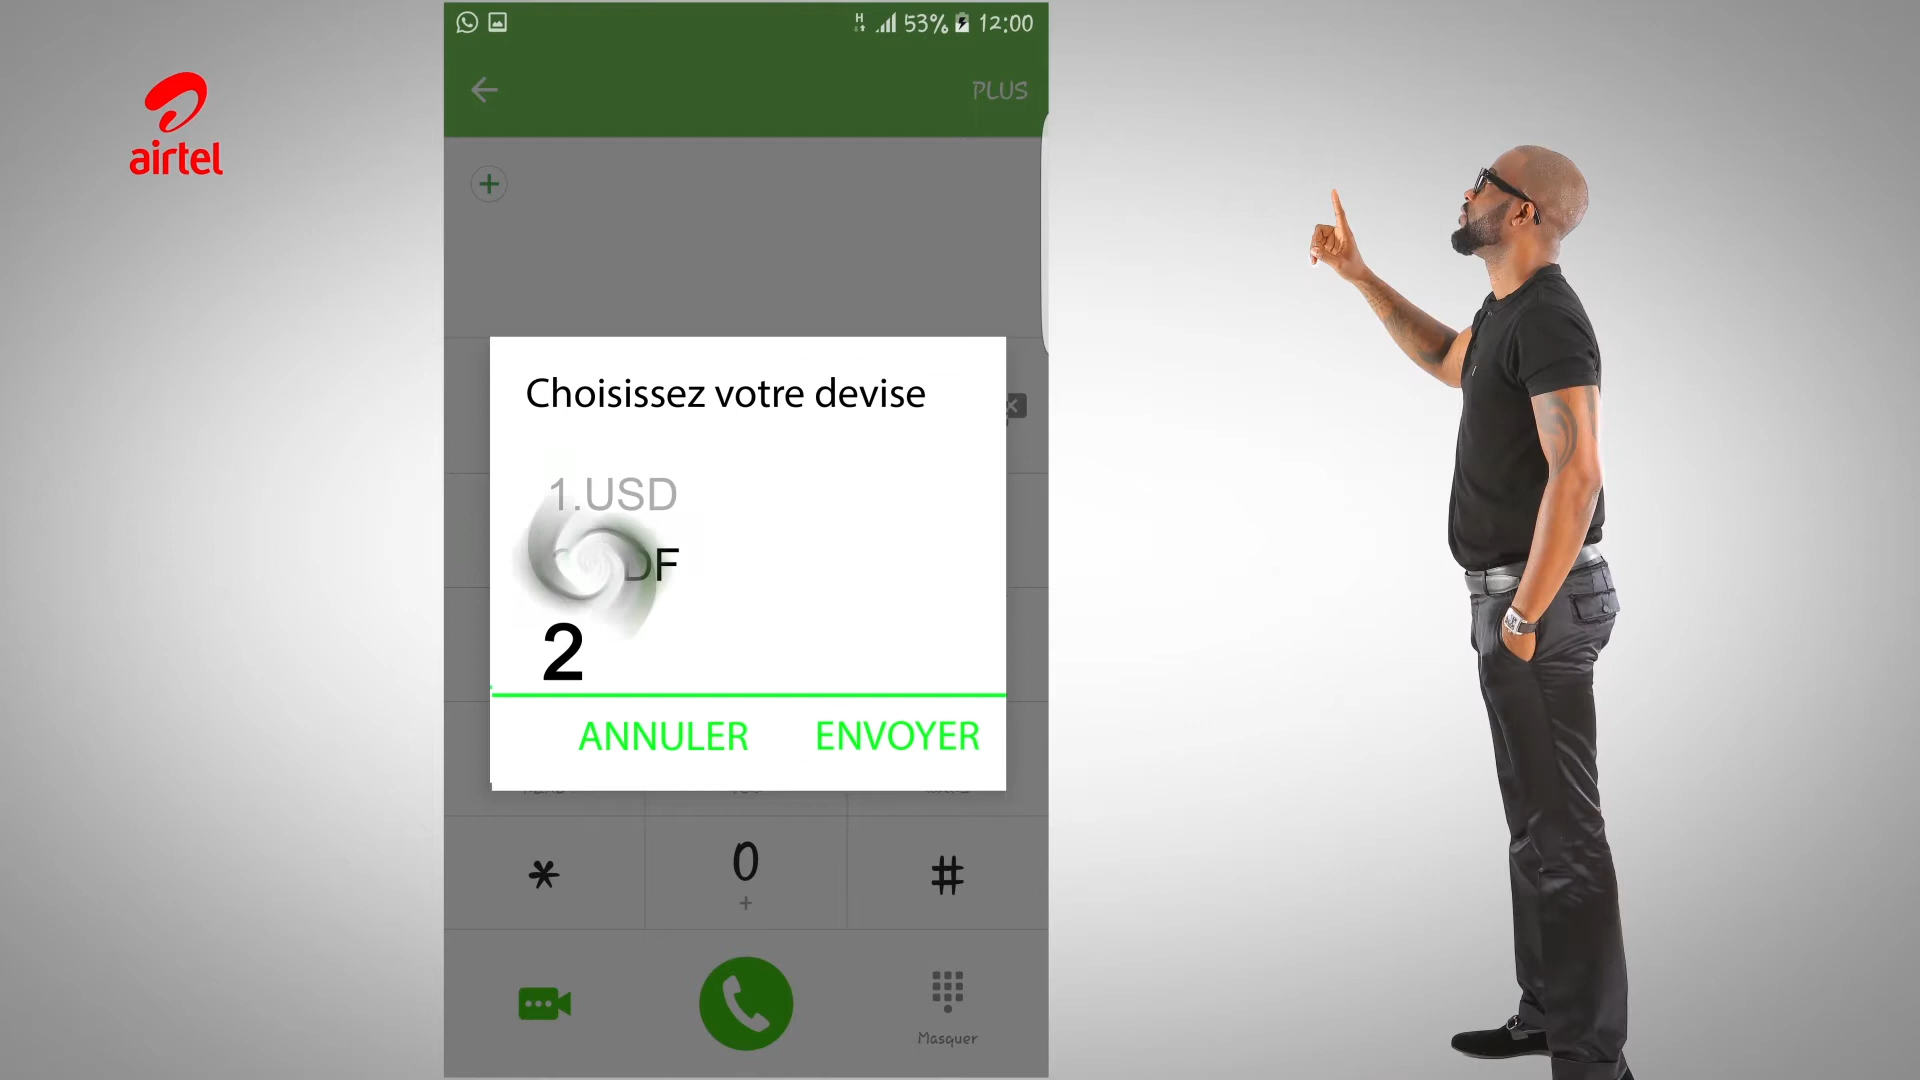 53% 12:00
airtel
PLUS
Choisissez votre devise
1.USD
DF
2
ANNULER ENVOYER
* 0 #
+
Masquer